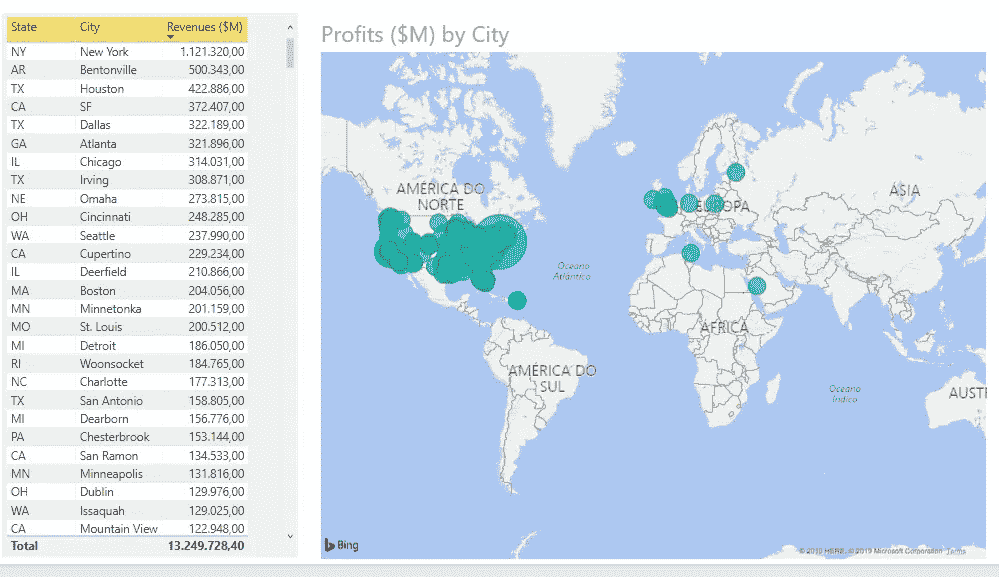 State City Revenues ($M)
NY New York 1.121.320,00
AR Bentonville 500.343,00
TX Houston 422.886,00
CA SF 372.407,00
TX Dallas 322.189,00
GA Atlanta 321.896,00
IL Chicago 314.031,00
TX Irving 308.871,00
NE Omaha 273.815,00
OH Cincinnati 248.285,00
WA Seattle 237.990,00
CA Cupertino 229.234,00
IL Deerfield 210.866,00
MA Boston 204.056,00
MN Minnetonka 201.159,00
MO St. Louis 200.512,00
MI Detroit 186.050,00
RI Woonsocket 184.765,00
NC Charlotte 177.313,00
TX San Antonio 158.805,00
MI Dearborn 156.776,00
PA Chesterbrook 153.144,00
CA San Ramon 134.533,00
MN Minneapolis 131.816,00
OH Dublin 129.976,00
WA Issaquah 129.025,00
CA Mountain View 122.948,00
Total 13.249.728,40
Profits ($M) by City
AMÉRICA DO
NORTE
EUROPA
ÁSIA
Oceano
Atlântico
ÁFRICA
AMÉRICA DO
SUL
Oceano
Índico
AUST
Bing
© 2019 HERE, © 2019 Microsoft Corporation Terms